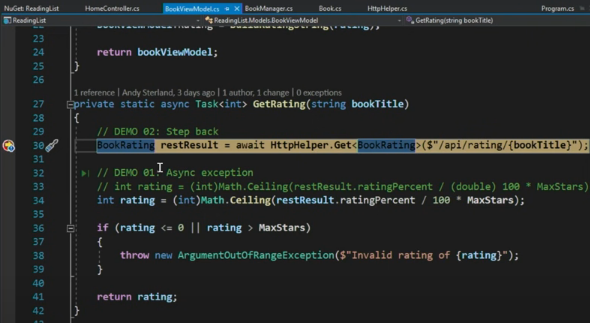 NuGet: ReadingList HomeController.cs BookViewModel.cs BookManager.cs Book.cs HttpHelper.cs Program.cs
ReadingList ReadingList.Models.BookViewModel GetRating(string bookTitle)
23
24 return bookViewModel;
25 }
26
1 reference | Andy Sterland, 3 days ago | 1 author, 1 change | 0 exceptions
27 private static async Task<int> GetRating(string bookTitle)
28 {
29 // DEMO 02: Step back
30 BookRating restResult = await HttpHelper.Get<BookRating>($"/api/rating/{bookTitle}");
31
32 // DEMO 01: Async exception
33 // int rating = (int)Math.Ceiling(restResult.ratingPercent / (double) 100 * MaxStars)
34 int rating = (int)Math.Ceiling(restResult.ratingPercent / 100 * MaxStars);
35
36 if (rating <= 0 || rating > MaxStars)
37 {
38 throw new ArgumentOutOfRangeException($"Invalid rating of {rating}");
39 }
40
41 return rating;
42 }